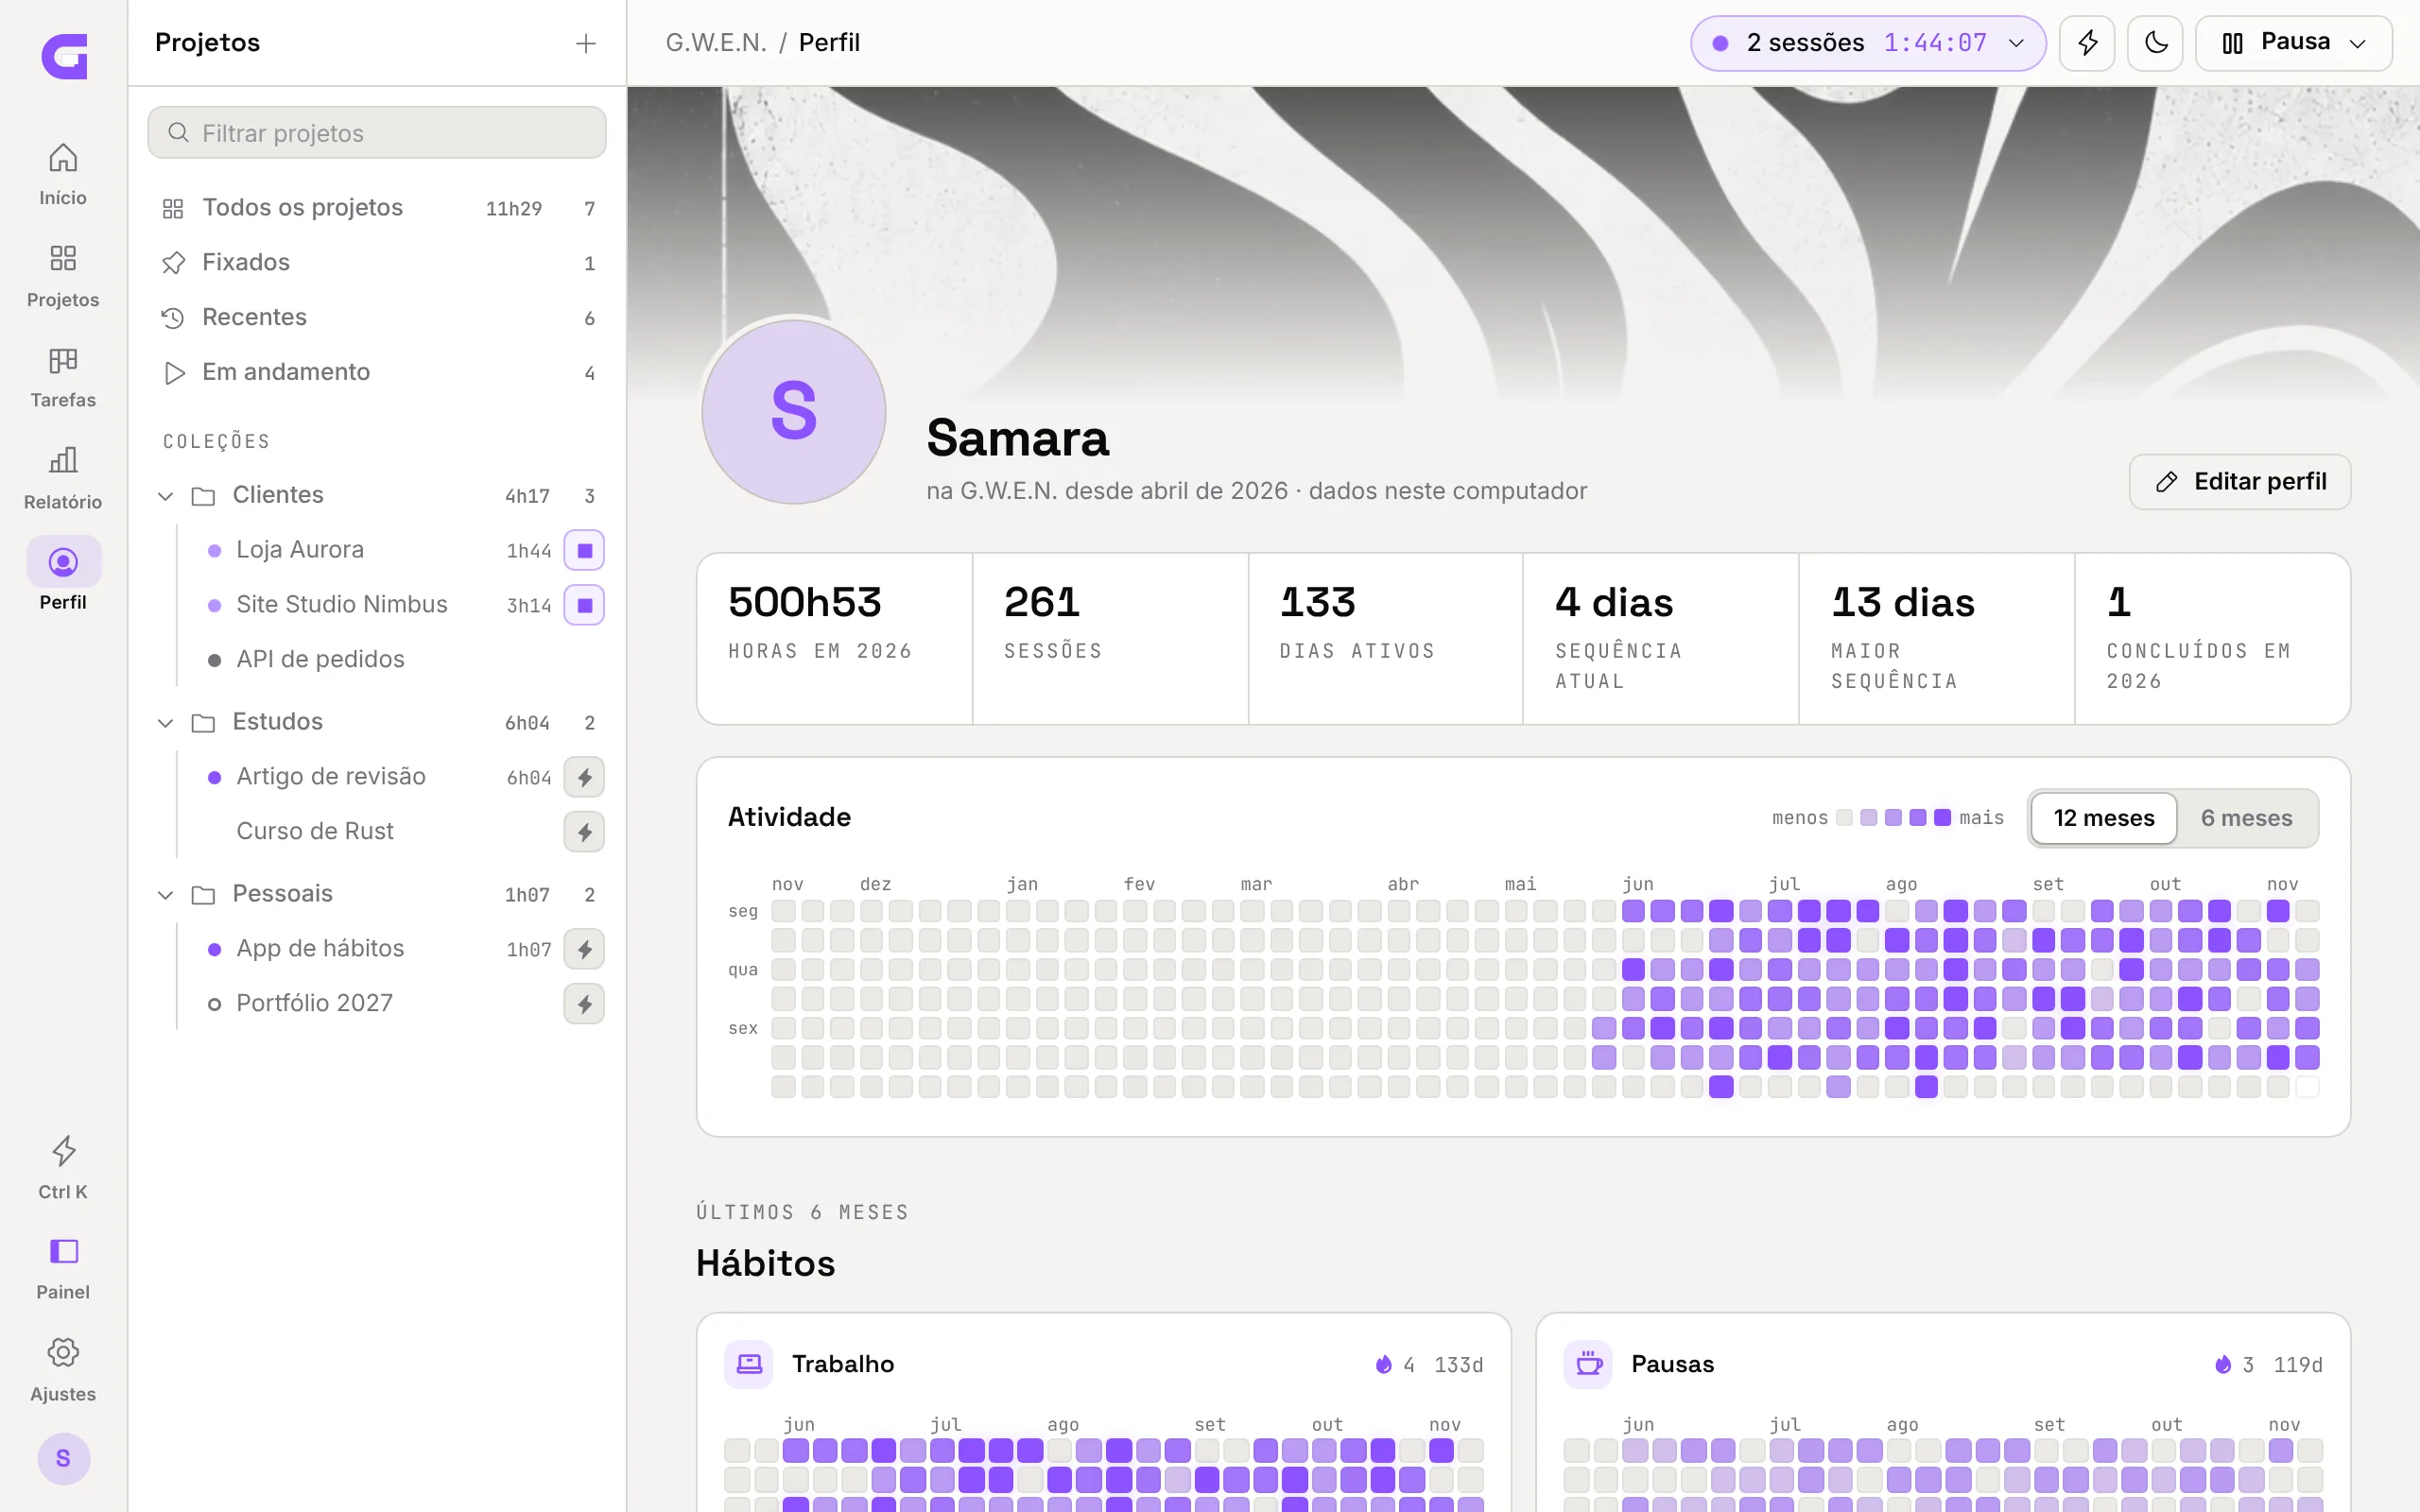 Início
Projetos
Tarefas
Relatório
Perfil
Ctrl K
Painel
Ajustes
S
Projetos
Filtrar projetos
Todos os projetos 11h29 7
Fixados 1
Recentes 6
Em andamento 4
COLEÇÕES
Clientes 4h17 3
Loja Aurora 1h44
Site Studio Nimbus 3h14
API de pedidos
Estudos 6h04 2
Artigo de revisão 6h04
Curso de Rust
Pessoais 1h07 2
App de hábitos 1h07
Portfólio 2027
G.W.E.N. / Perfil
2 sessões 1:44:07
Pausa
S
Samara
na G.W.E.N. desde abril de 2026 · dados neste computador
Editar perfil
500h53
HORAS EM 2026
261
SESSÕES
133
DIAS ATIVOS
4 dias
SEQUÊNCIA
ATUAL
13 dias
MAIOR
SEQUÊNCIA
1
CONCLUÍDOS EM
2026
Atividade
menos mais
12 meses 6 meses
nov dez jan fev mar abr mai jun jul ago set out nov
seg
qua
sex
ÚLTIMOS 6 MESES
Hábitos
Trabalho 4 133d
jun jul ago set out nov
Pausas 3 119d
jun jul ago set out nov